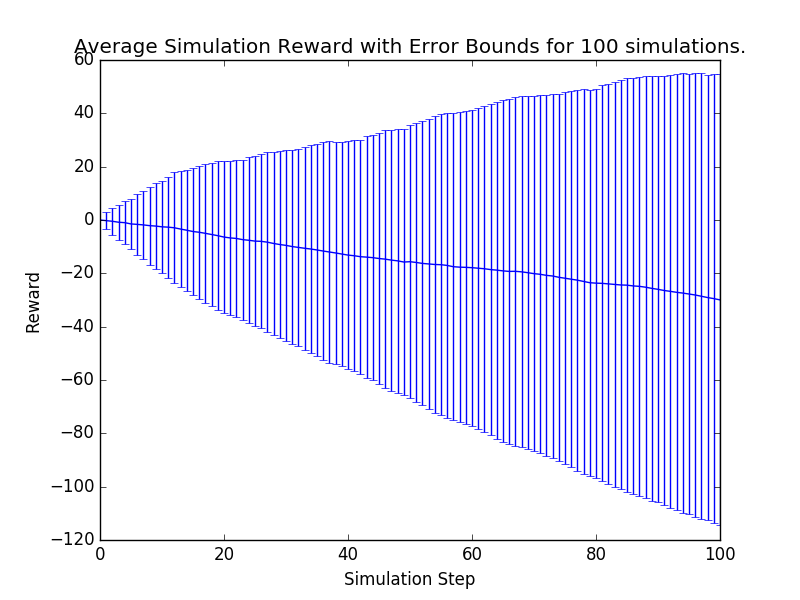 Average Simulation Reward with Error Bounds for 100 simulations.
60
40
20
0
−20
−40
−60
−80
−100
−120
Reward
0 20 40 60 80 100
Simulation Step